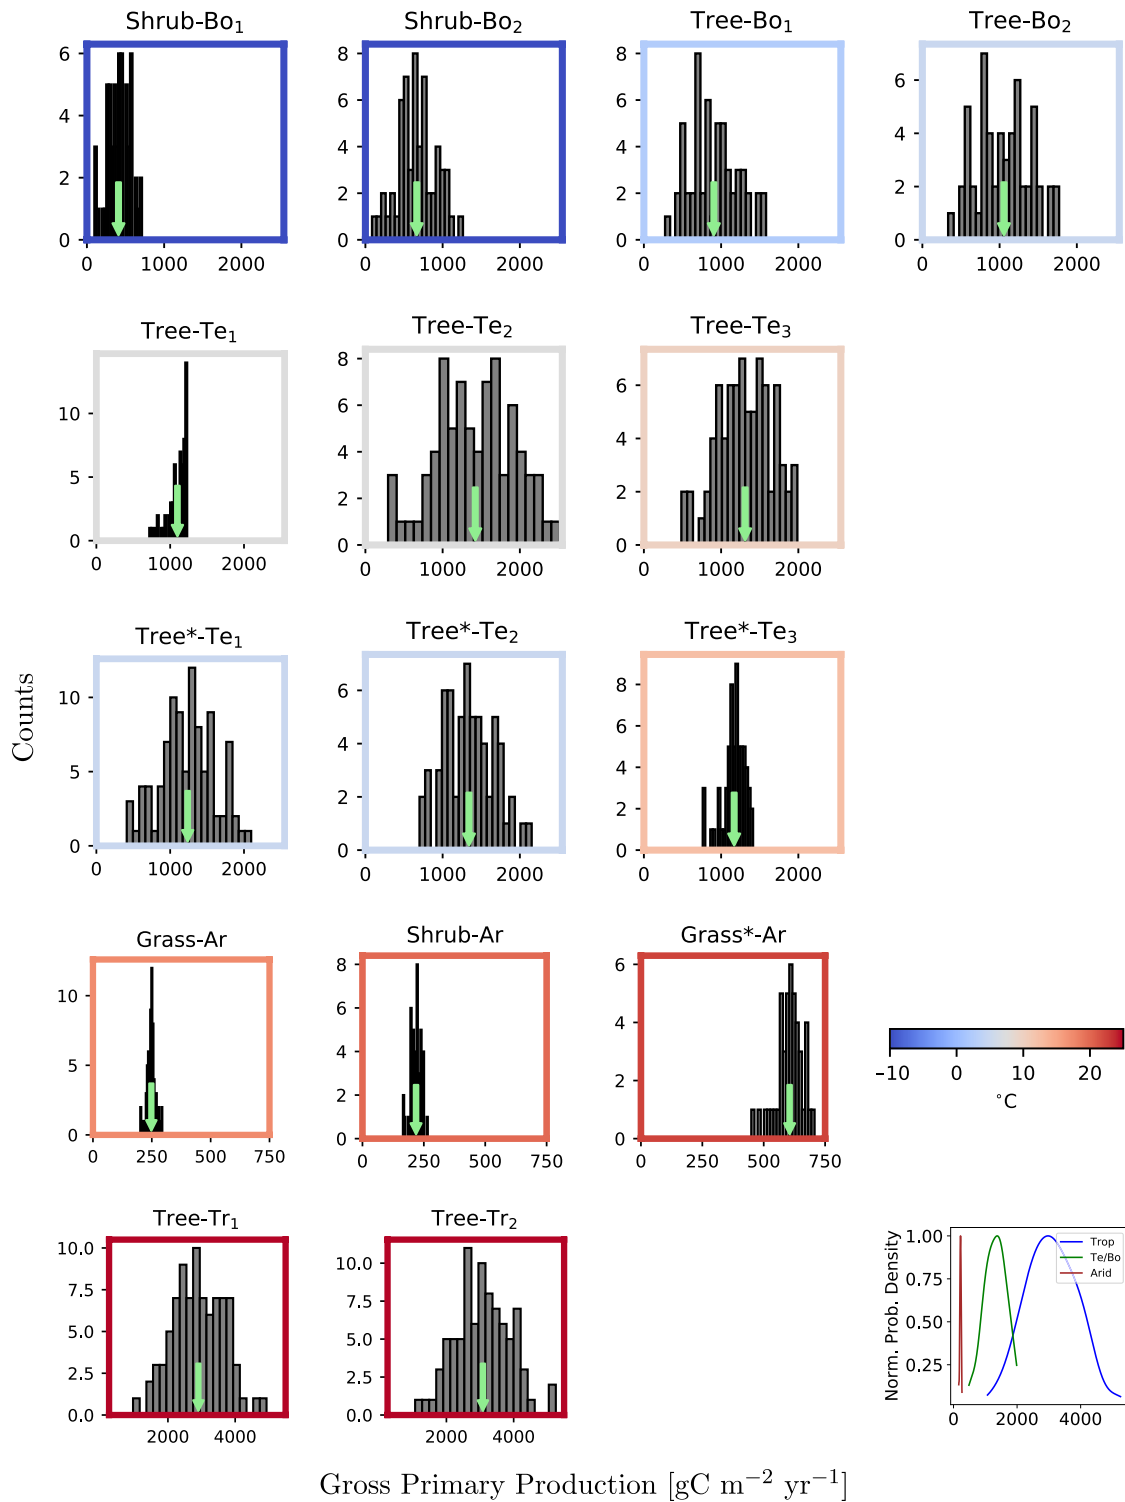 Shrub-Bo₁ Shrub-Bo₂ Tree-Bo₁ Tree-Bo₂
6 4 2 0
0 1000 2000
8 6 4 2 0
0 1000 2000
8 6 4 2 0
0 1000 2000
8 6 4 2 0
0 1000 2000
Tree-Te₁ Tree-Te₂ Tree-Te₃
10 5 0
0 1000 2000
8 6 4 2 0
0 1000 2000
6 4 2 0
0 1000 2000
Tree*-Te₁ Tree*-Te₂ Tree*-Te₃
10 5 0
0 1000 2000
6 4 2 0
0 1000 2000
8 6 4 2 0
0 1000 2000
Counts
Grass-Ar Shrub-Ar Grass*-Ar
10 5 0
0 250 500 750
8 6 4 2 0
0 250 500 750
6 4 2 0
0 250 500 750
−10 0 10 20
°C
Tree-Tr₁ Tree-Tr₂
10.0 7.5 5.0 2.5 0.0
2000 4000
10.0 7.5 5.0 2.5 0.0
2000 4000
Norm. Prob. Density
1.00 0.75 0.50 0.25
0 2000 4000
Trop
Te/Bo
Arid
Gross Primary Production [gC m⁻² yr⁻¹]